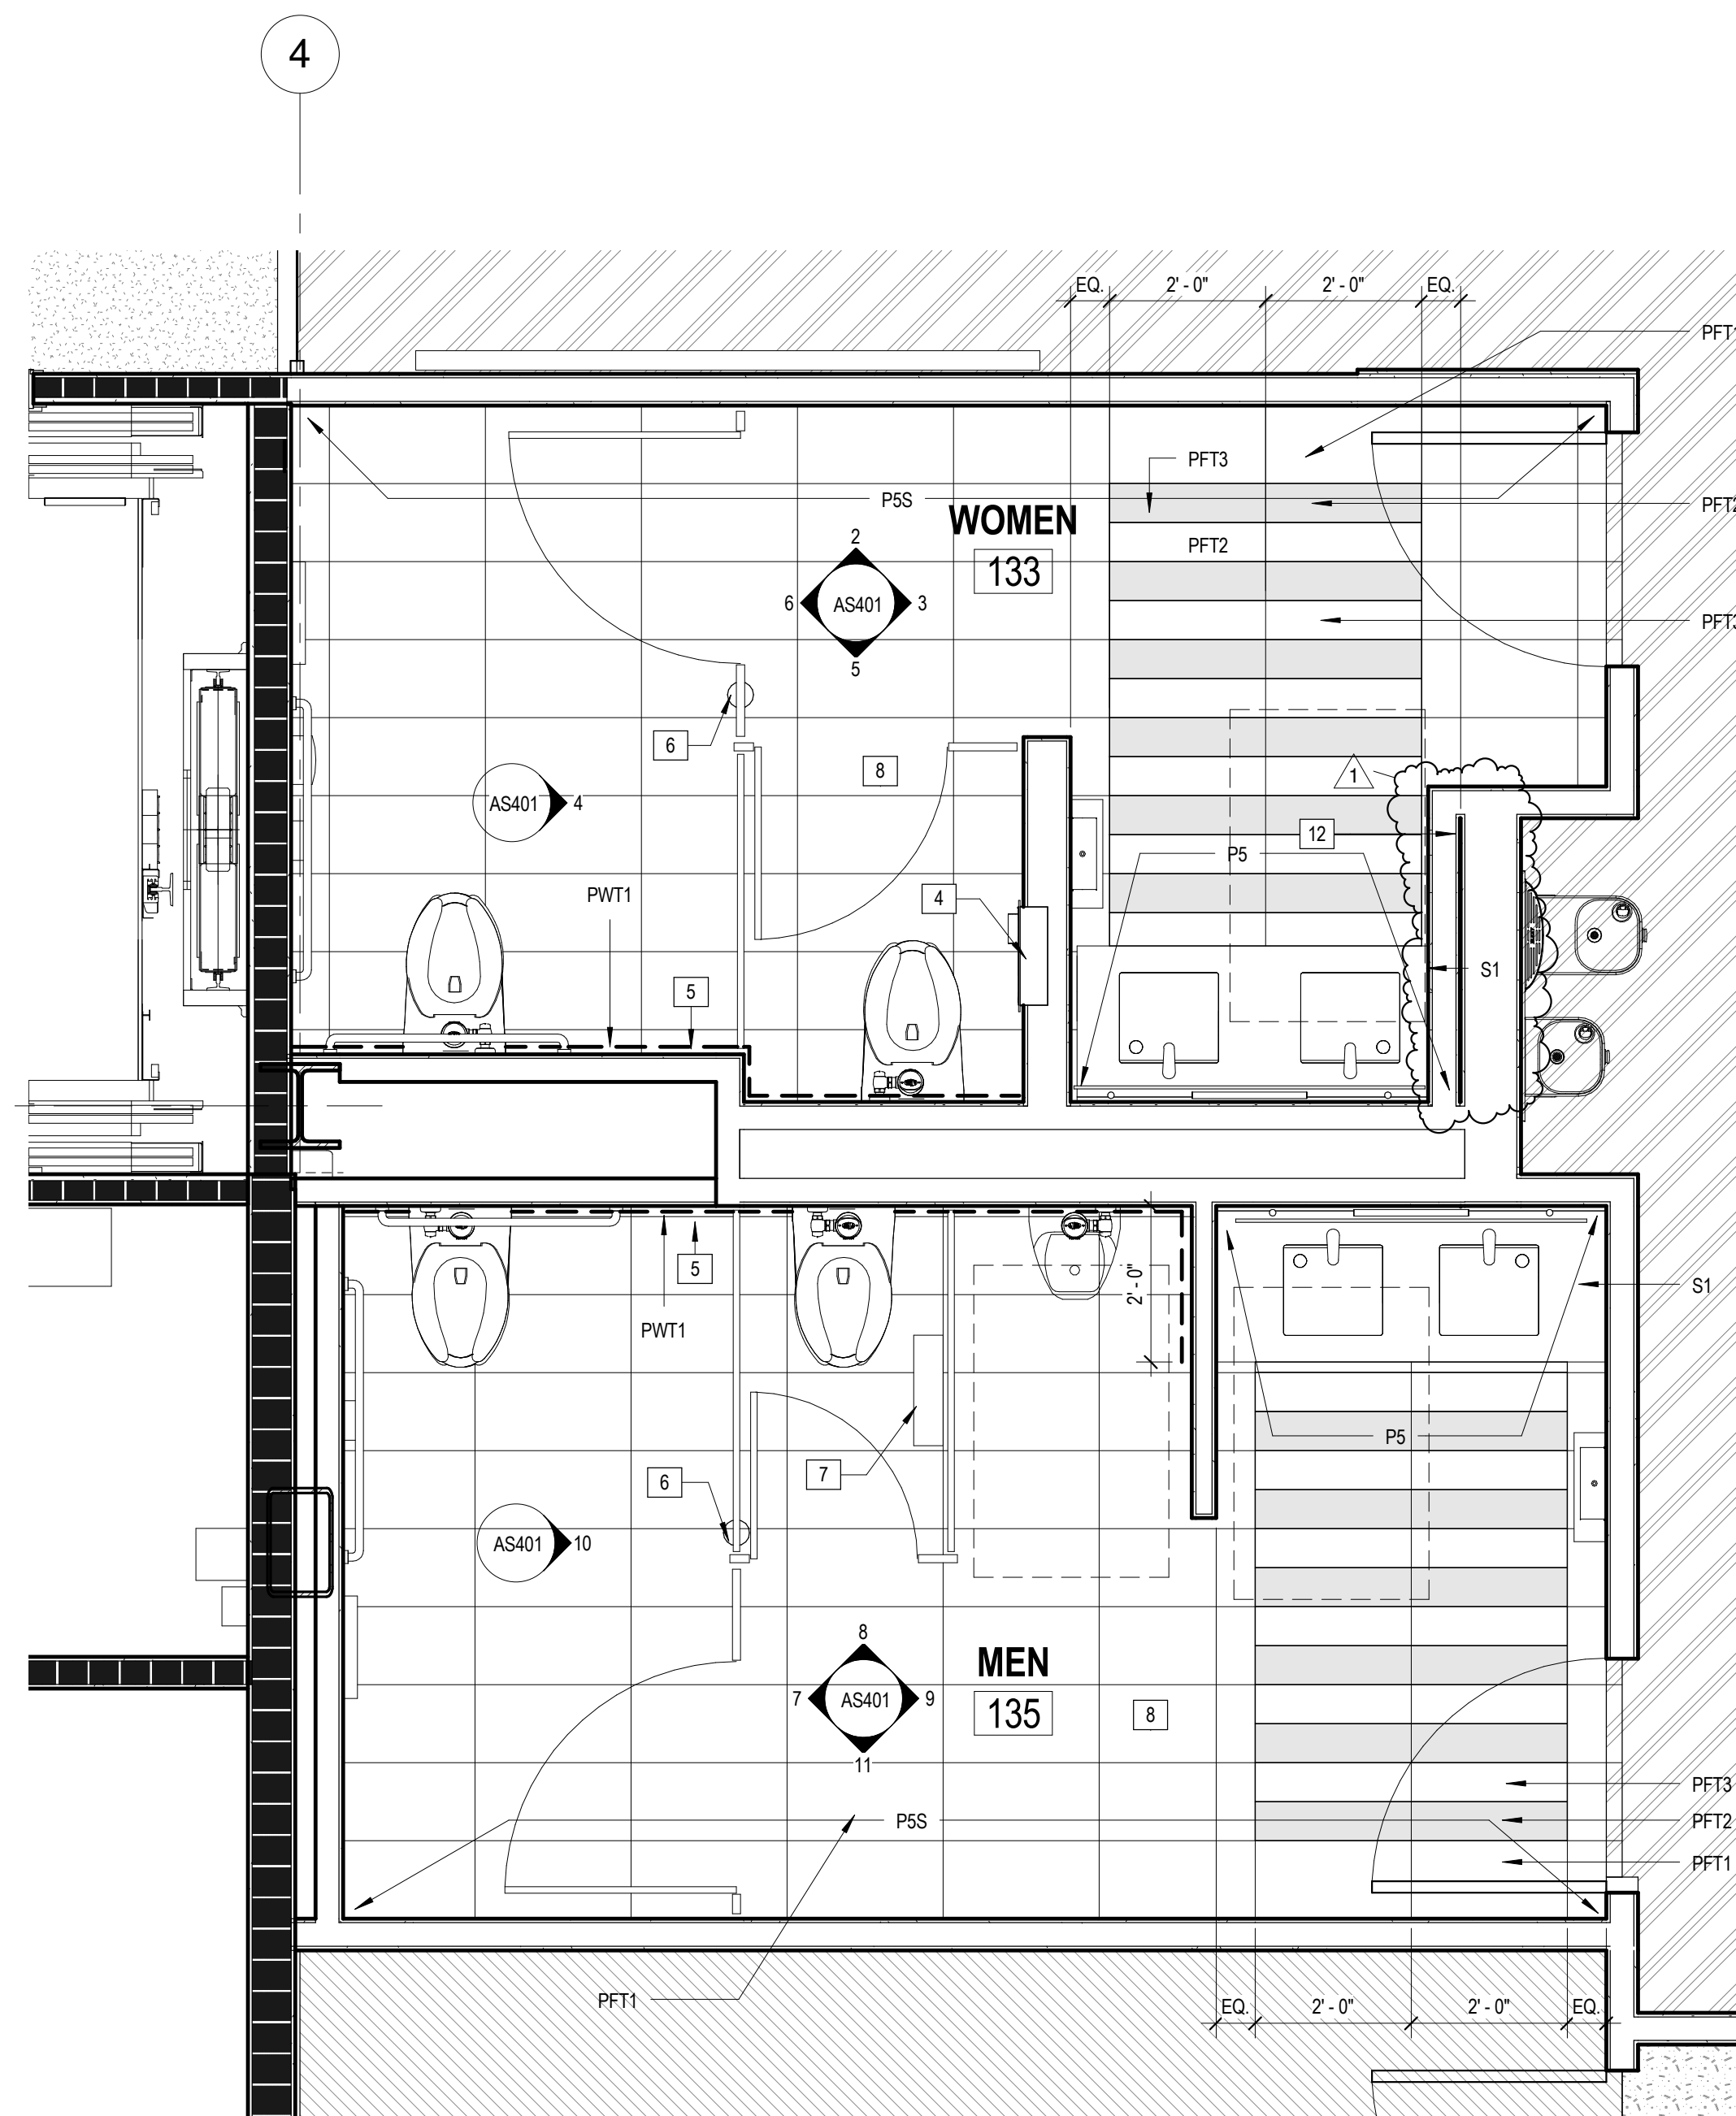 4
EQ.
2' - 0"
2' - 0"
EQ.
PFT1
PFT3
P5S
PFT2
WOMEN
133
PFT2
2
6
AS401
3
5
PFT3
6
8
1
AS401
4
12
P5
PWT1
4
5
S1
2' - 0"
5
S1
PWT1
P5
7
6
AS401
10
MEN
135
8
7
AS401
9
11
8
PFT3
P5S
PFT2
PFT1
PFT1
EQ.
2' - 0"
2' - 0"
EQ.